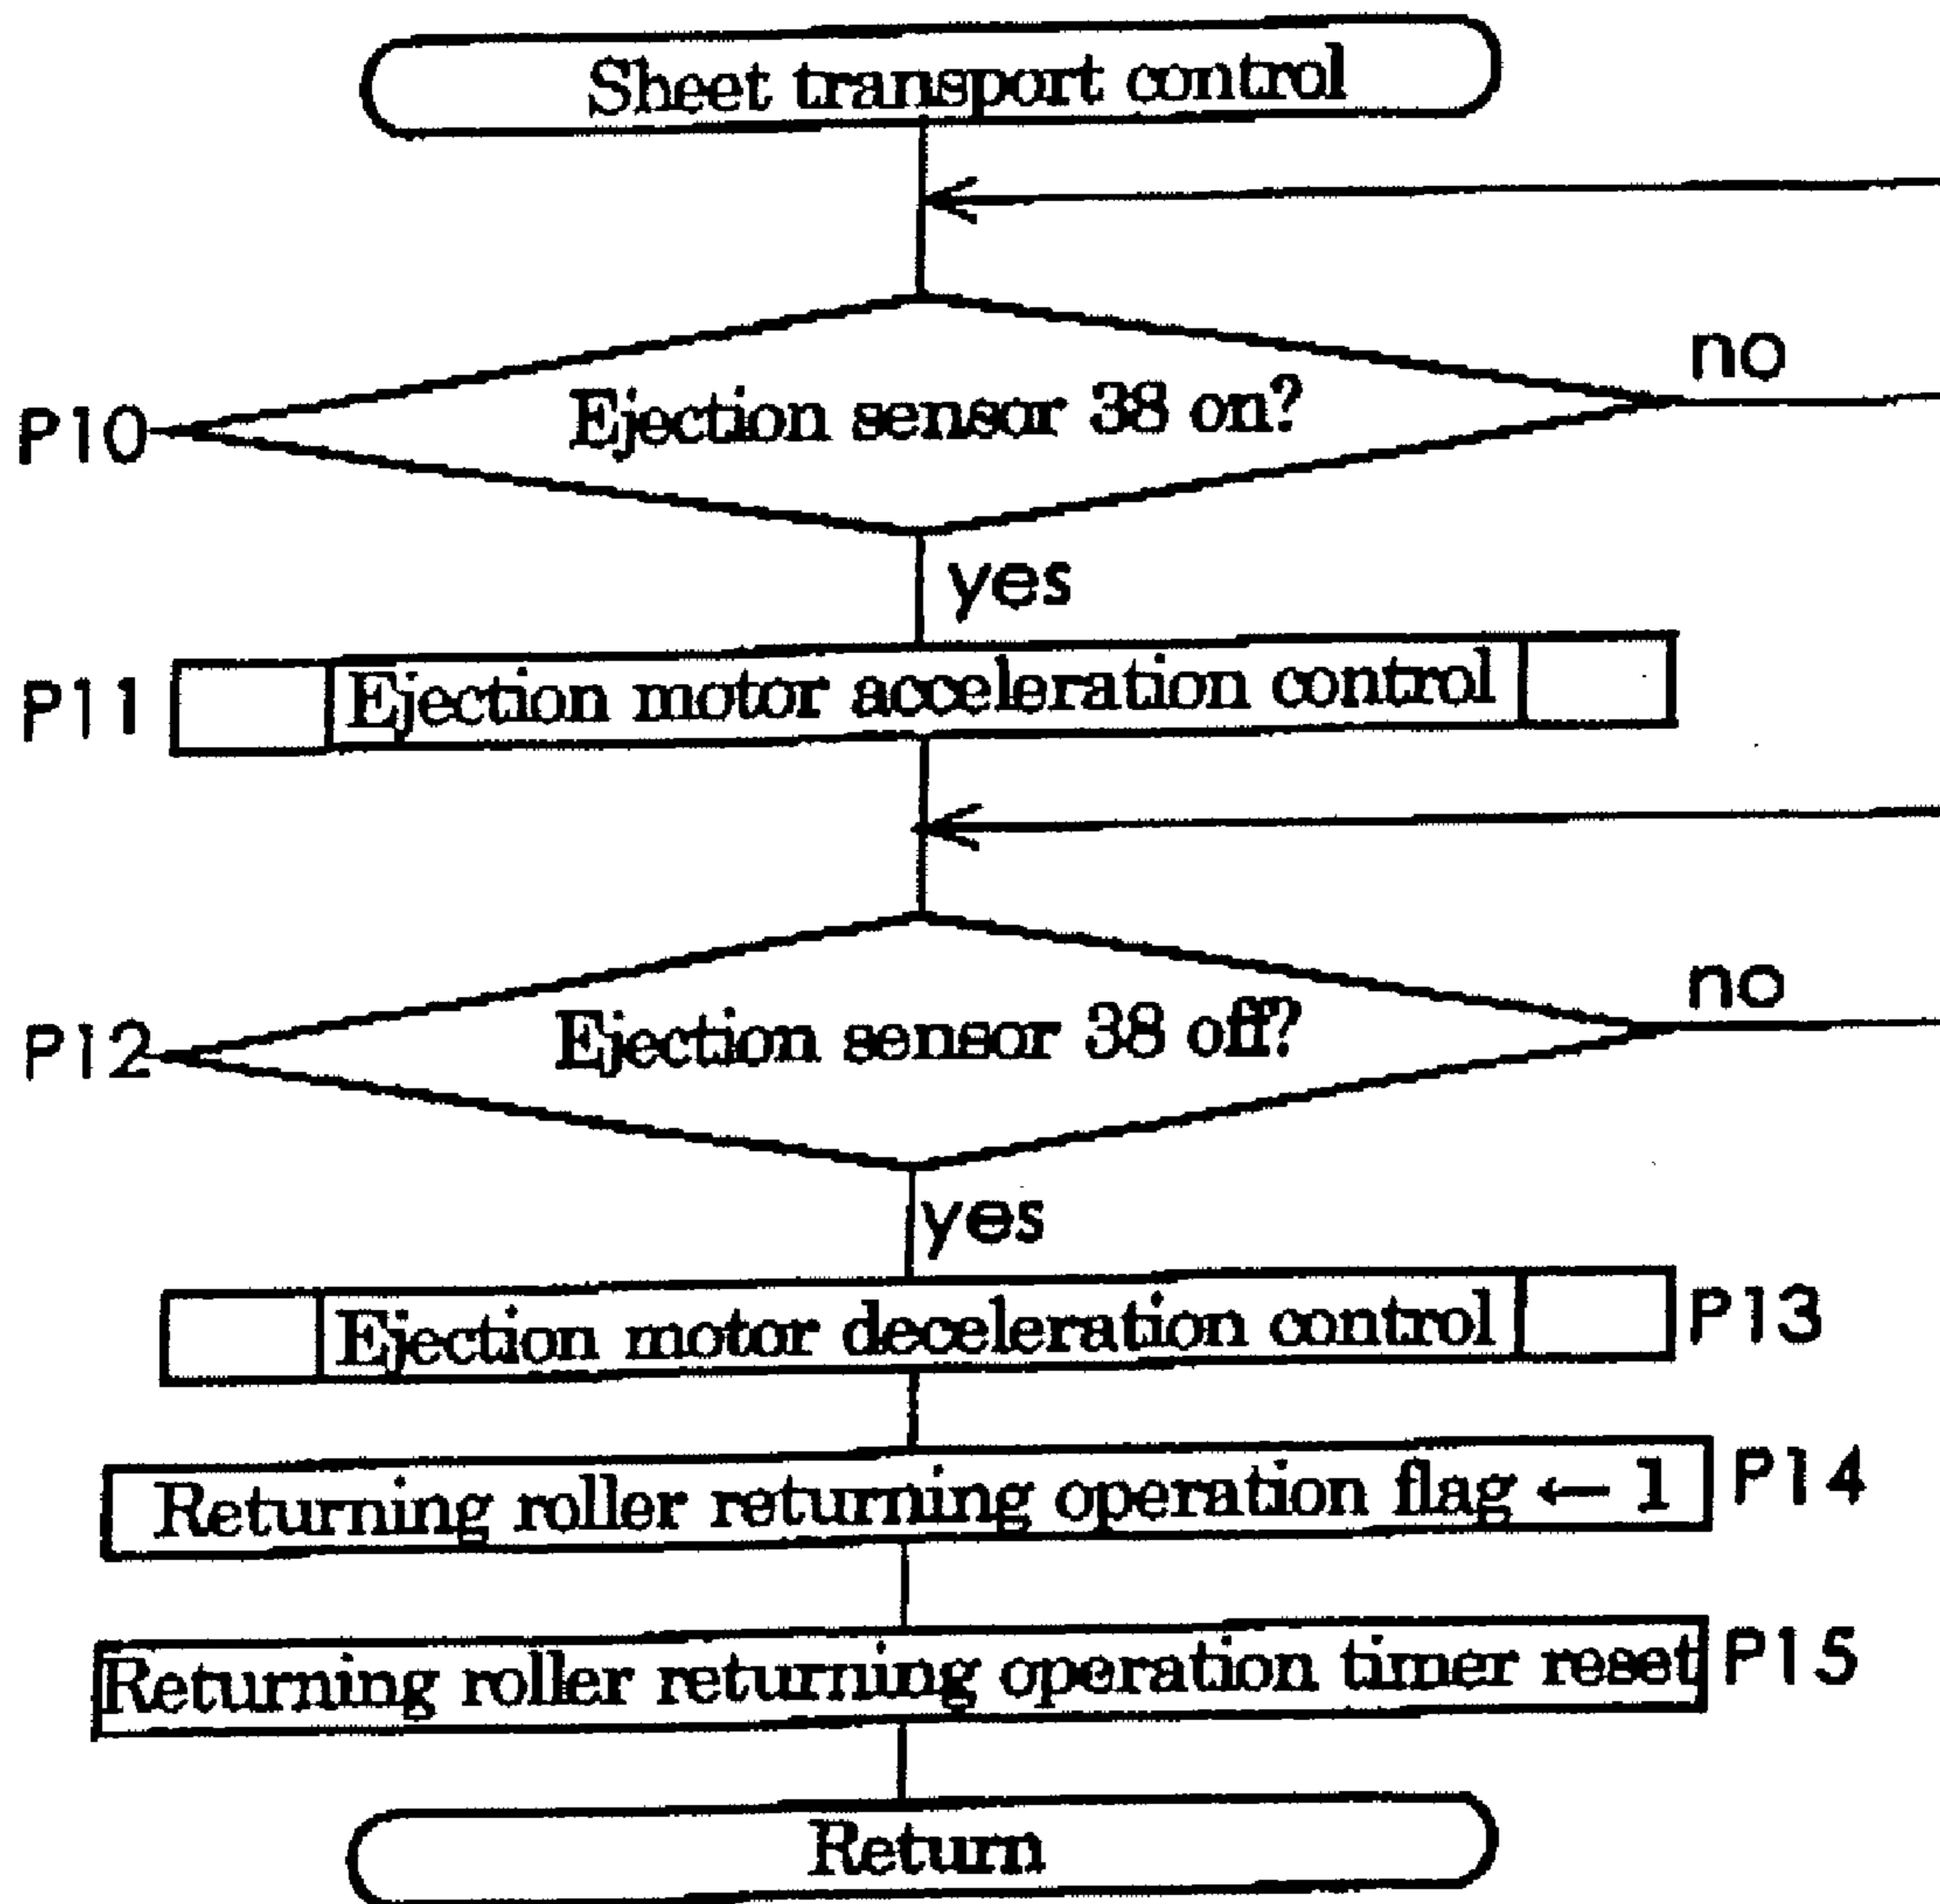 Sheet transport control
P10
Ejection sensor 38 on?
no
yes
P11
Ejection motor acceleration control
P12
Ejection sensor 38 off?
no
yes
Ejection motor deceleration control
P13
Returning roller returning operation flag ← 1
P14
Returning roller returning operation timer reset
P15
Return